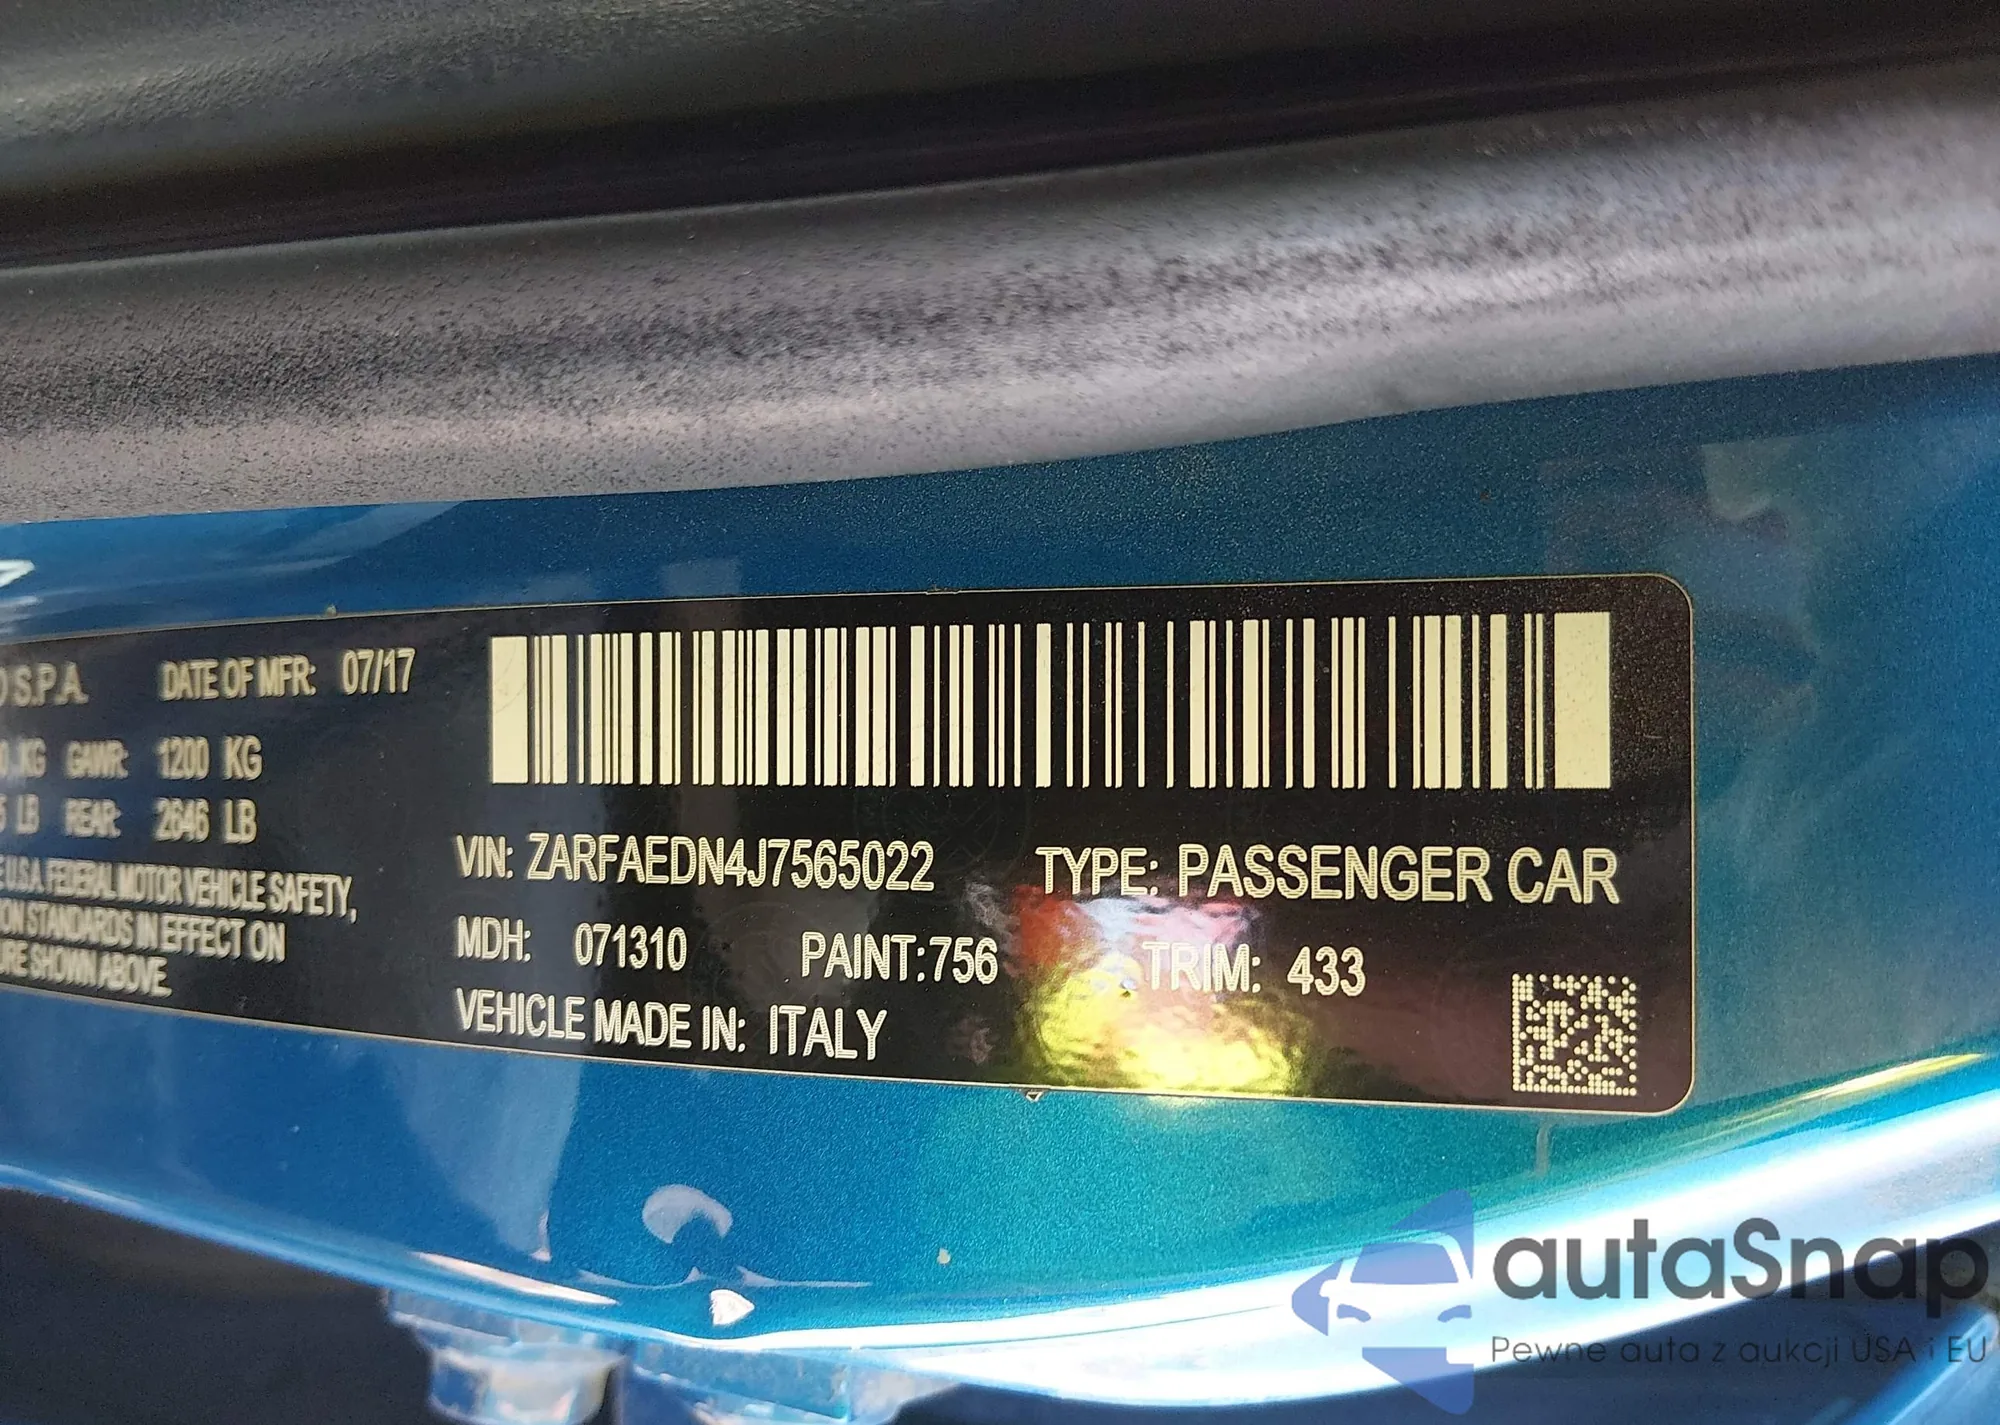 S.P.A. DATE OF MFR: 07/17
KG GAWR: 1200 KG
LB REAR: 2646 LB
U.S.A. FEDERAL MOTOR VEHICLE SAFETY,
STANDARDS IN EFFECT ON
SHOWN ABOVE.
VIN: ZARFAEDN4J7565022 TYPE: PASSENGER CAR
MDH: 071310 PAINT:756 TRIM: 433
VEHICLE MADE IN: ITALY
autaSnap
Pewne auta z aukcji USA i EU